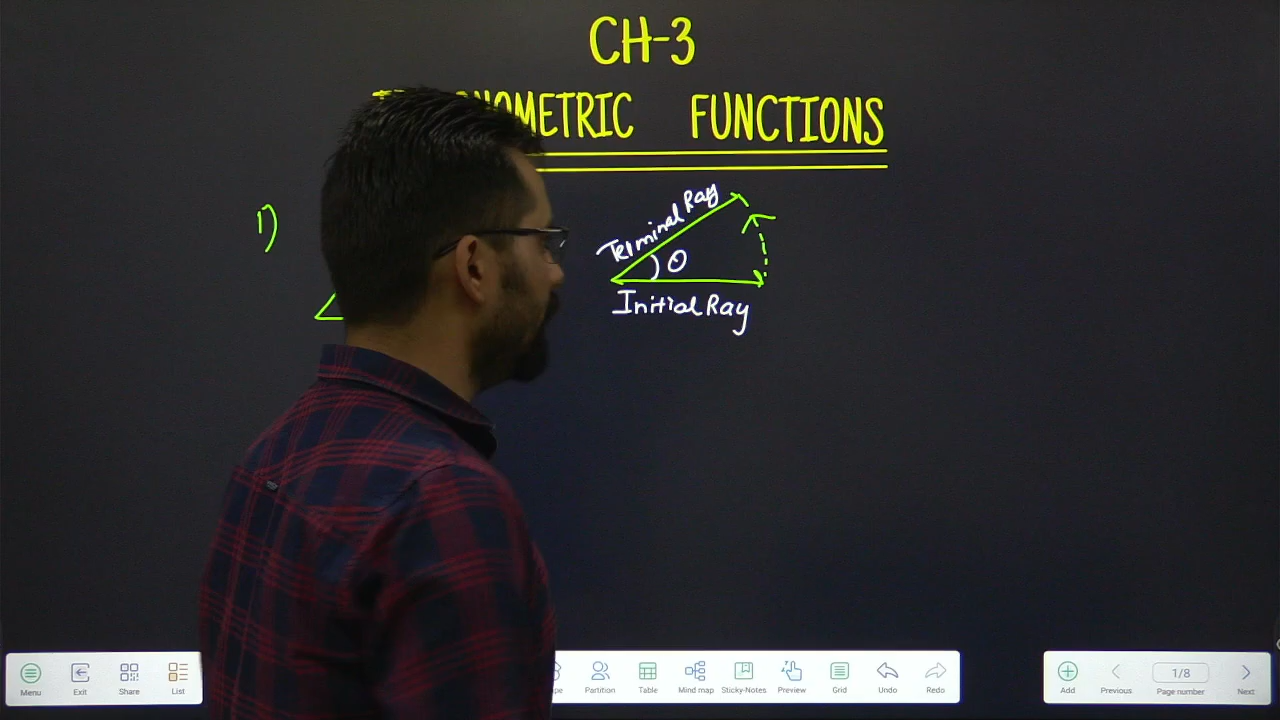 CH-3
FUNCTIONS
1)
Terminal Ray
θ
Initial Ray
Menu
Exit
Share
List
Partition
Table
Mind map
Sticky-Notes
Preview
Grid
Undo
Redo
Add
Previous
1/8
Page number
Next